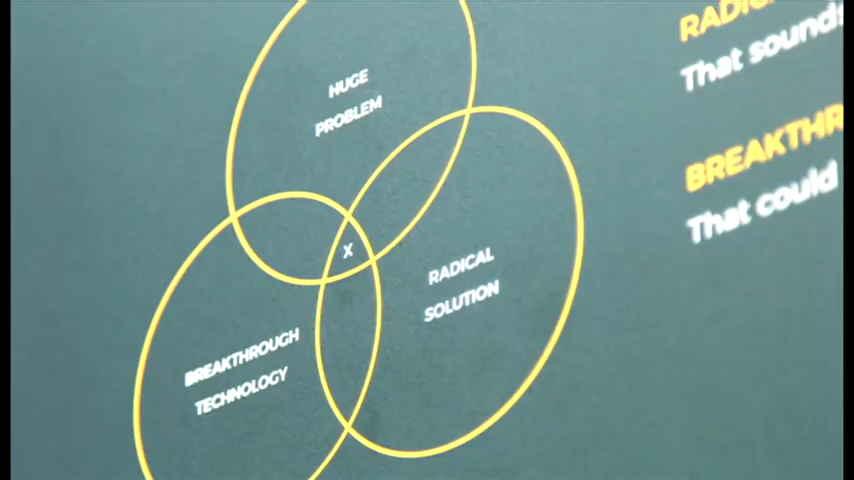 HUGE
PROBLEM
X
RADICAL
SOLUTION
BREAKTHROUGH
TECHNOLOGY
That sounds
That could